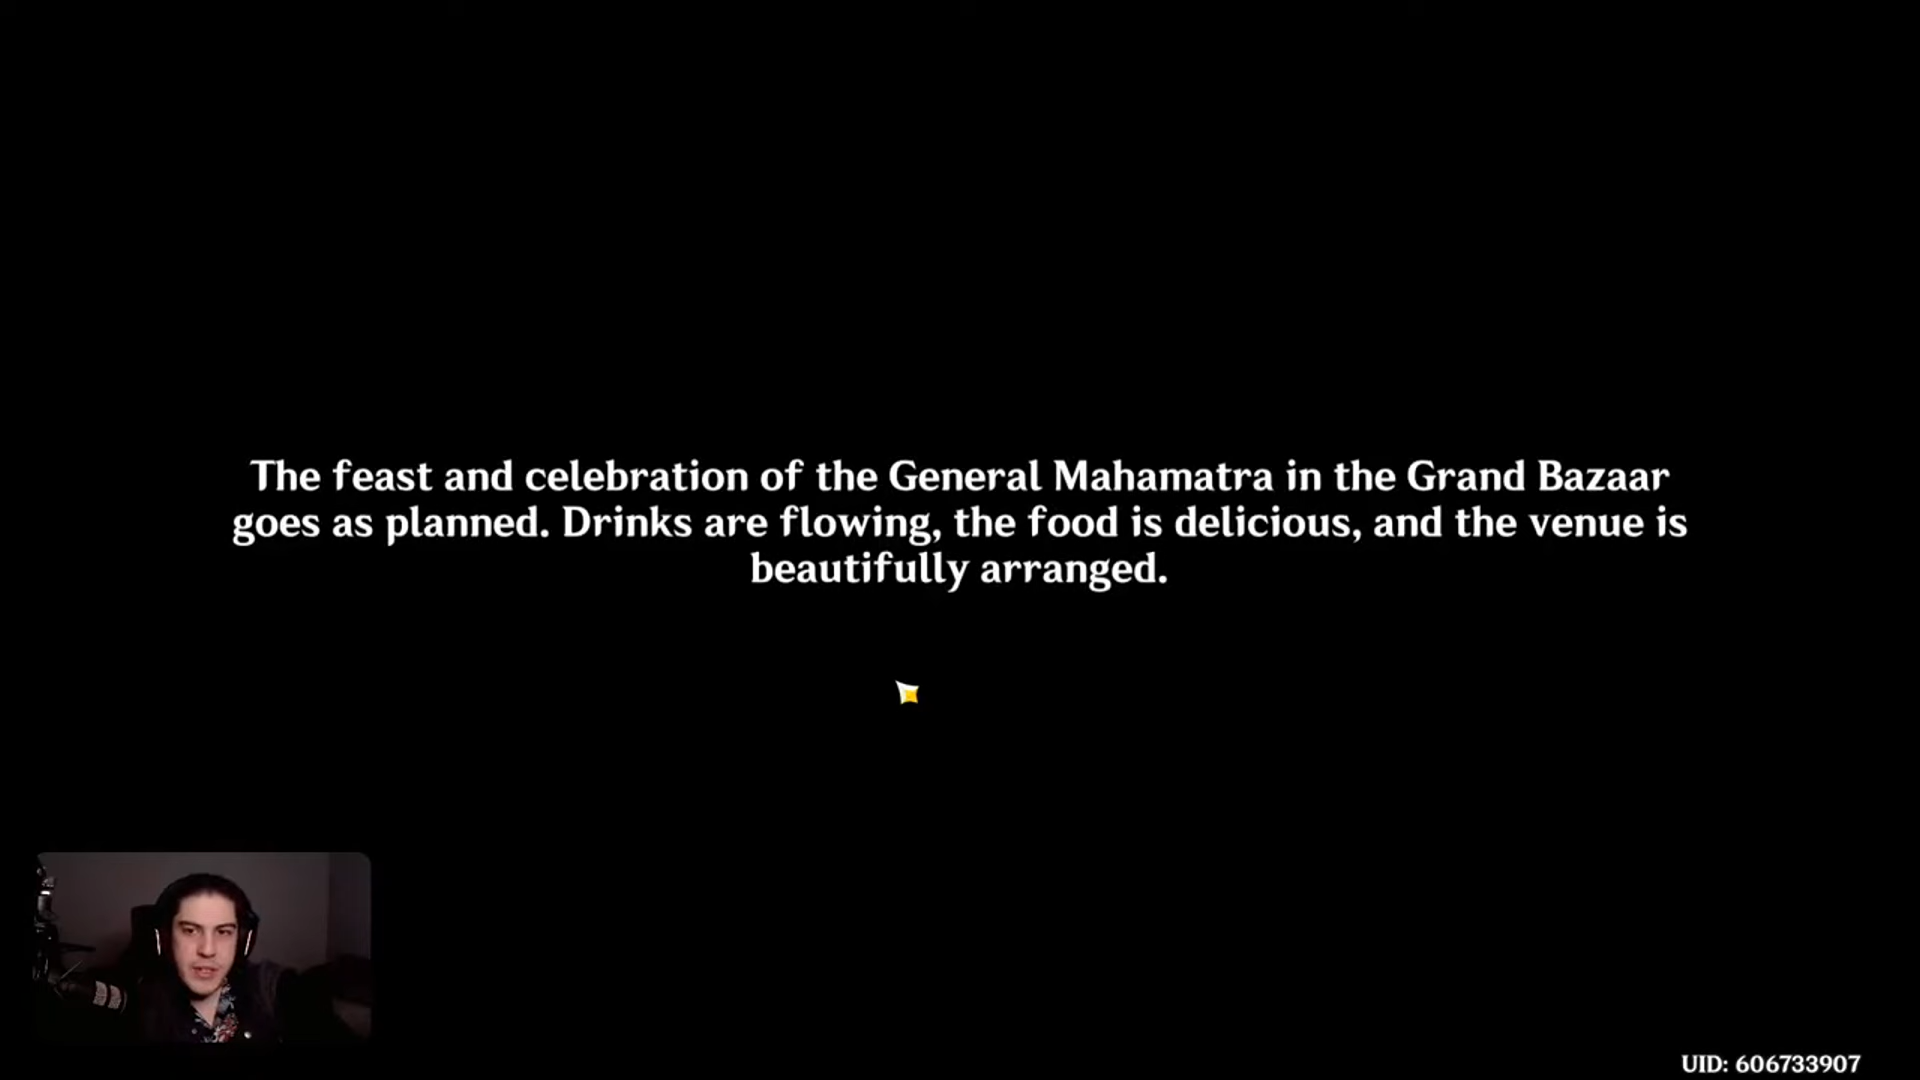 The feast and celebration of the General Mahamatra in the Grand Bazaar
goes as planned. Drinks are flowing, the food is delicious, and the venue is
beautifully arranged.
UID: 606733907